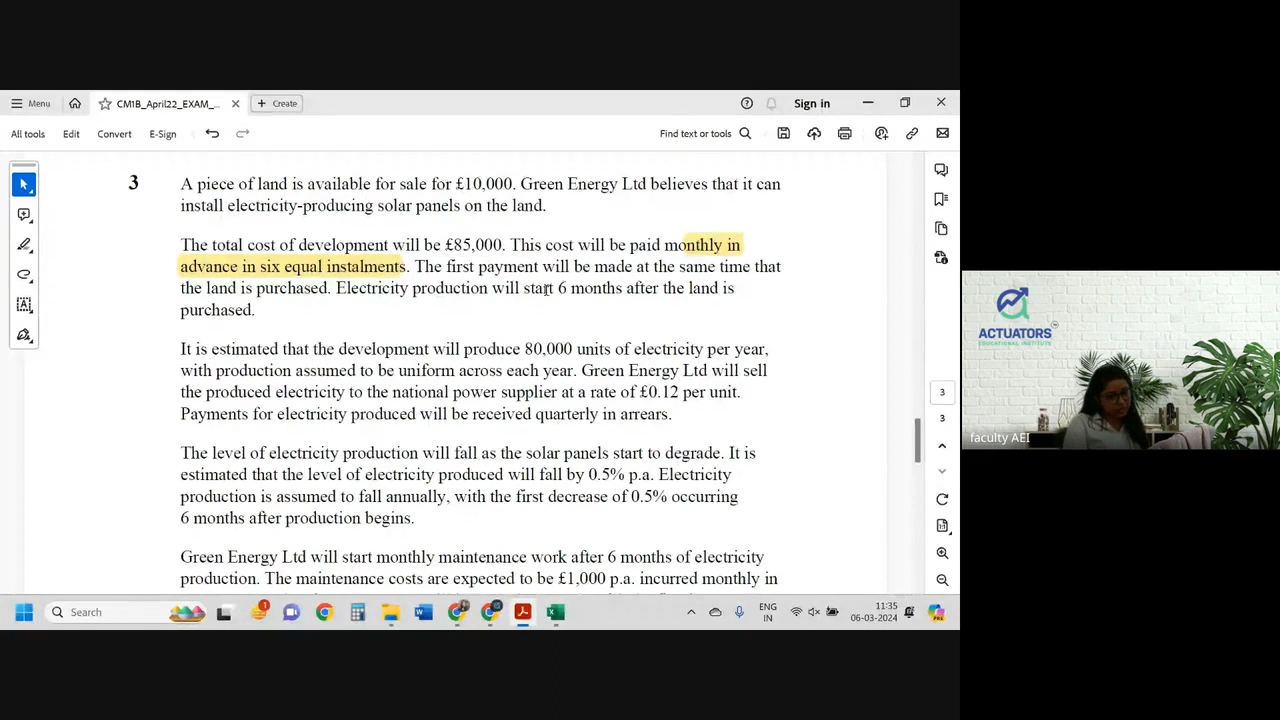 Menu
CM1B_April22_EXAM_...
Create
Sign in
All tools
Edit
Convert
E-Sign
Find text or tools
3
A piece of land is available for sale for £10,000. Green Energy Ltd believes that it can
install electricity-producing solar panels on the land.
The total cost of development will be £85,000. This cost will be paid monthly in
advance in six equal instalments. The first payment will be made at the same time that
the land is purchased. Electricity production will start 6 months after the land is
purchased.
It is estimated that the development will produce 80,000 units of electricity per year,
with production assumed to be uniform across each year. Green Energy Ltd will sell
the produced electricity to the national power supplier at a rate of £0.12 per unit.
Payments for electricity produced will be received quarterly in arrears.
The level of electricity production will fall as the solar panels start to degrade. It is
estimated that the level of electricity produced will fall by 0.5% p.a. Electricity
production is assumed to fall annually, with the first decrease of 0.5% occurring
6 months after production begins.
Green Energy Ltd will start monthly maintenance work after 6 months of electricity
production. The maintenance costs are expected to be £1,000 p.a. incurred monthly in
3
3
ACTUATORS
EDUCATIONAL INSTITUTE
faculty AEI
Search
ENG
IN
11:35
06-03-2024